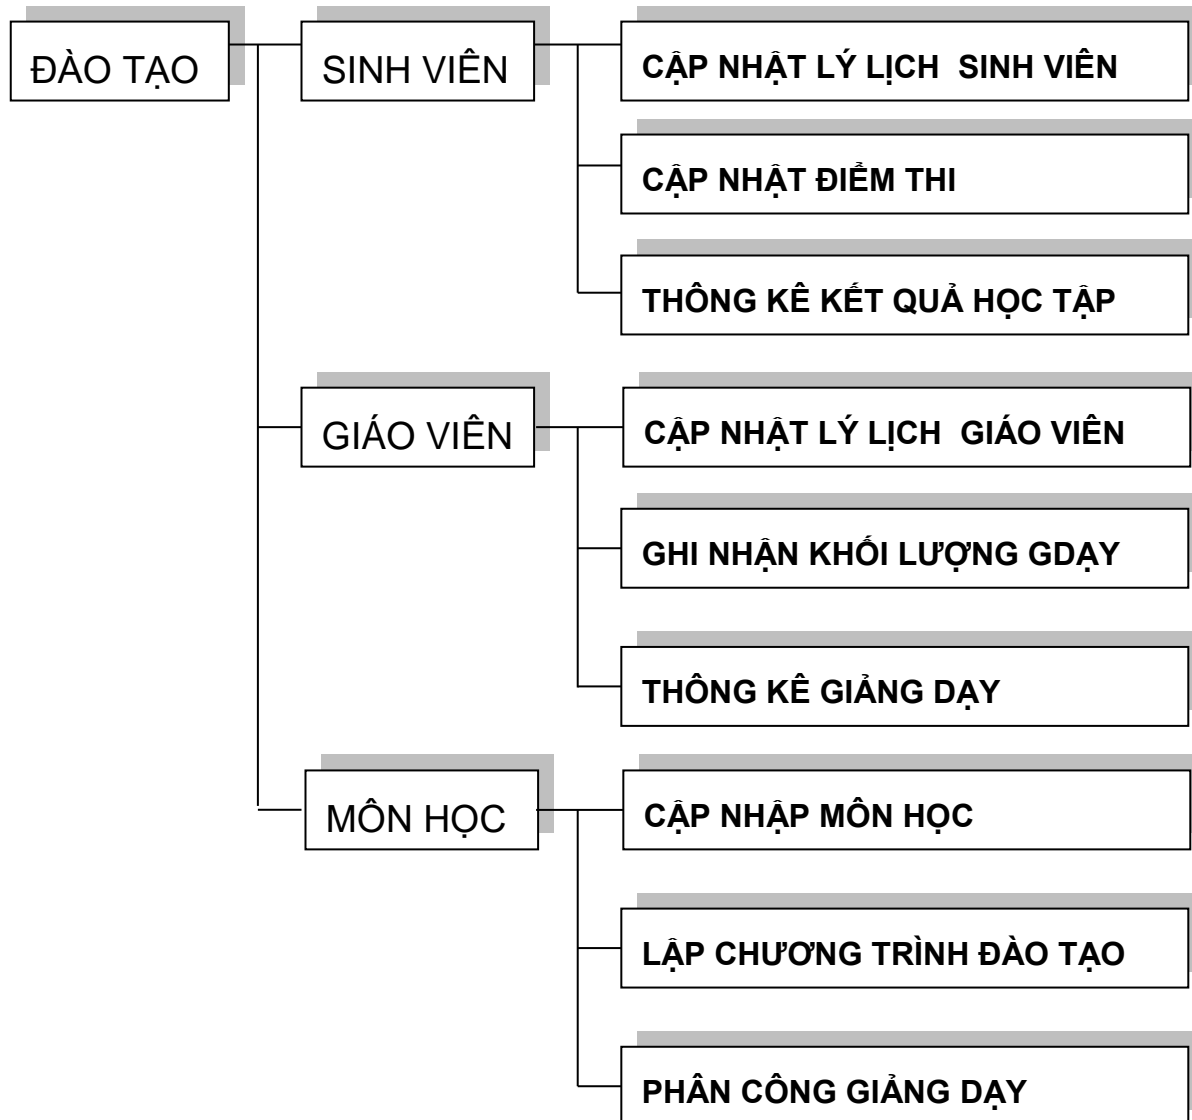 ĐÀO TẠO
SINH VIÊN
CẬP NHẬT LÝ LỊCH SINH VIÊN
CẬP NHẬT ĐIỂM THI
THÔNG KÊ KẾT QUẢ HỌC TẬP
GIÁO VIÊN
CẬP NHẬT LÝ LỊCH GIÁO VIÊN
GHI NHẬN KHỐI LƯỢNG GDẠY
THÔNG KÊ GIẢNG DẠY
MÔN HỌC
CẬP NHẬP MÔN HỌC
LẬP CHƯƠNG TRÌNH ĐÀO TẠO
PHÂN CÔNG GIẢNG DẠY